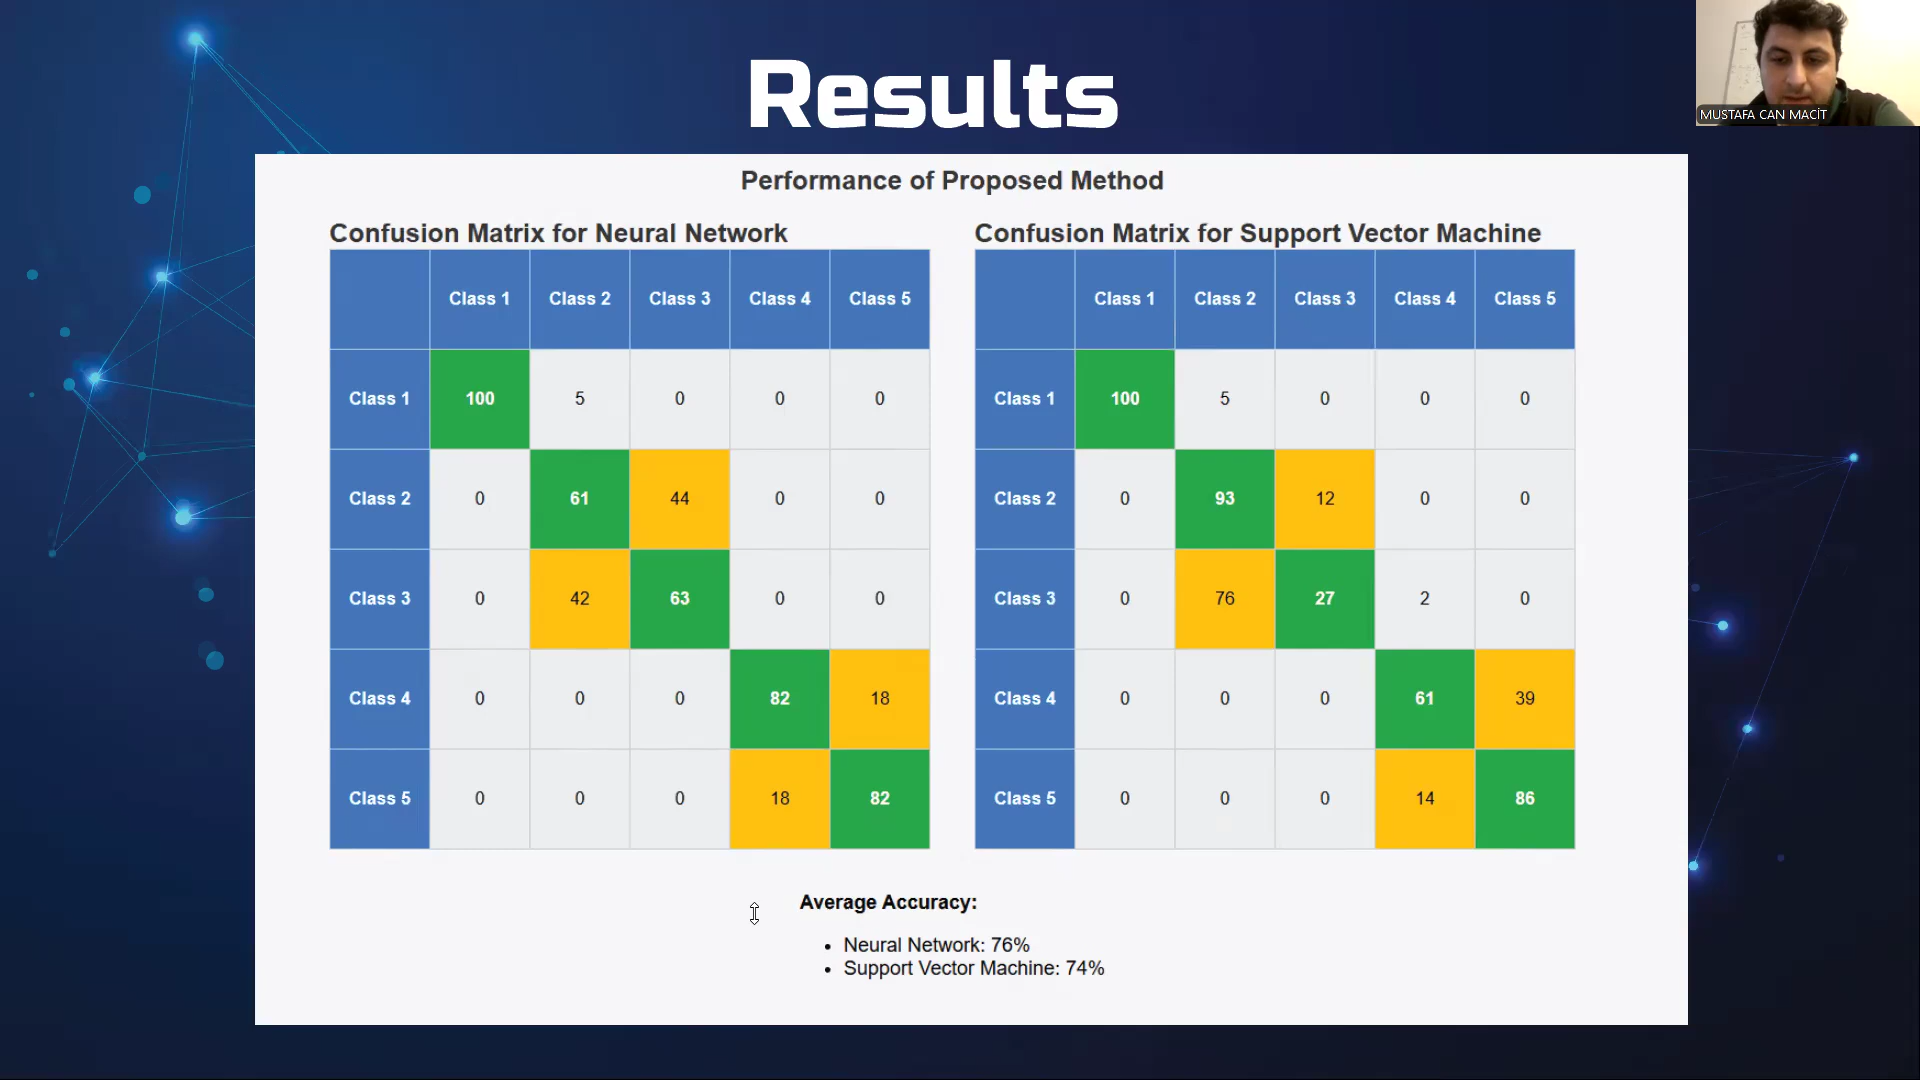 Results
MUSTAFA CAN MACİT
Performance of Proposed Method
Confusion Matrix for Neural Network
Class 1 Class 2 Class 3 Class 4 Class 5
Class 1 100 5 0 0 0
Class 2 0 61 44 0 0
Class 3 0 42 63 0 0
Class 4 0 0 0 82 18
Class 5 0 0 0 18 82
Confusion Matrix for Support Vector Machine
Class 1 Class 2 Class 3 Class 4 Class 5
Class 1 100 5 0 0 0
Class 2 0 93 12 0 0
Class 3 0 76 27 2 0
Class 4 0 0 0 61 39
Class 5 0 0 0 14 86
Average Accuracy:
• Neural Network: 76%
• Support Vector Machine: 74%